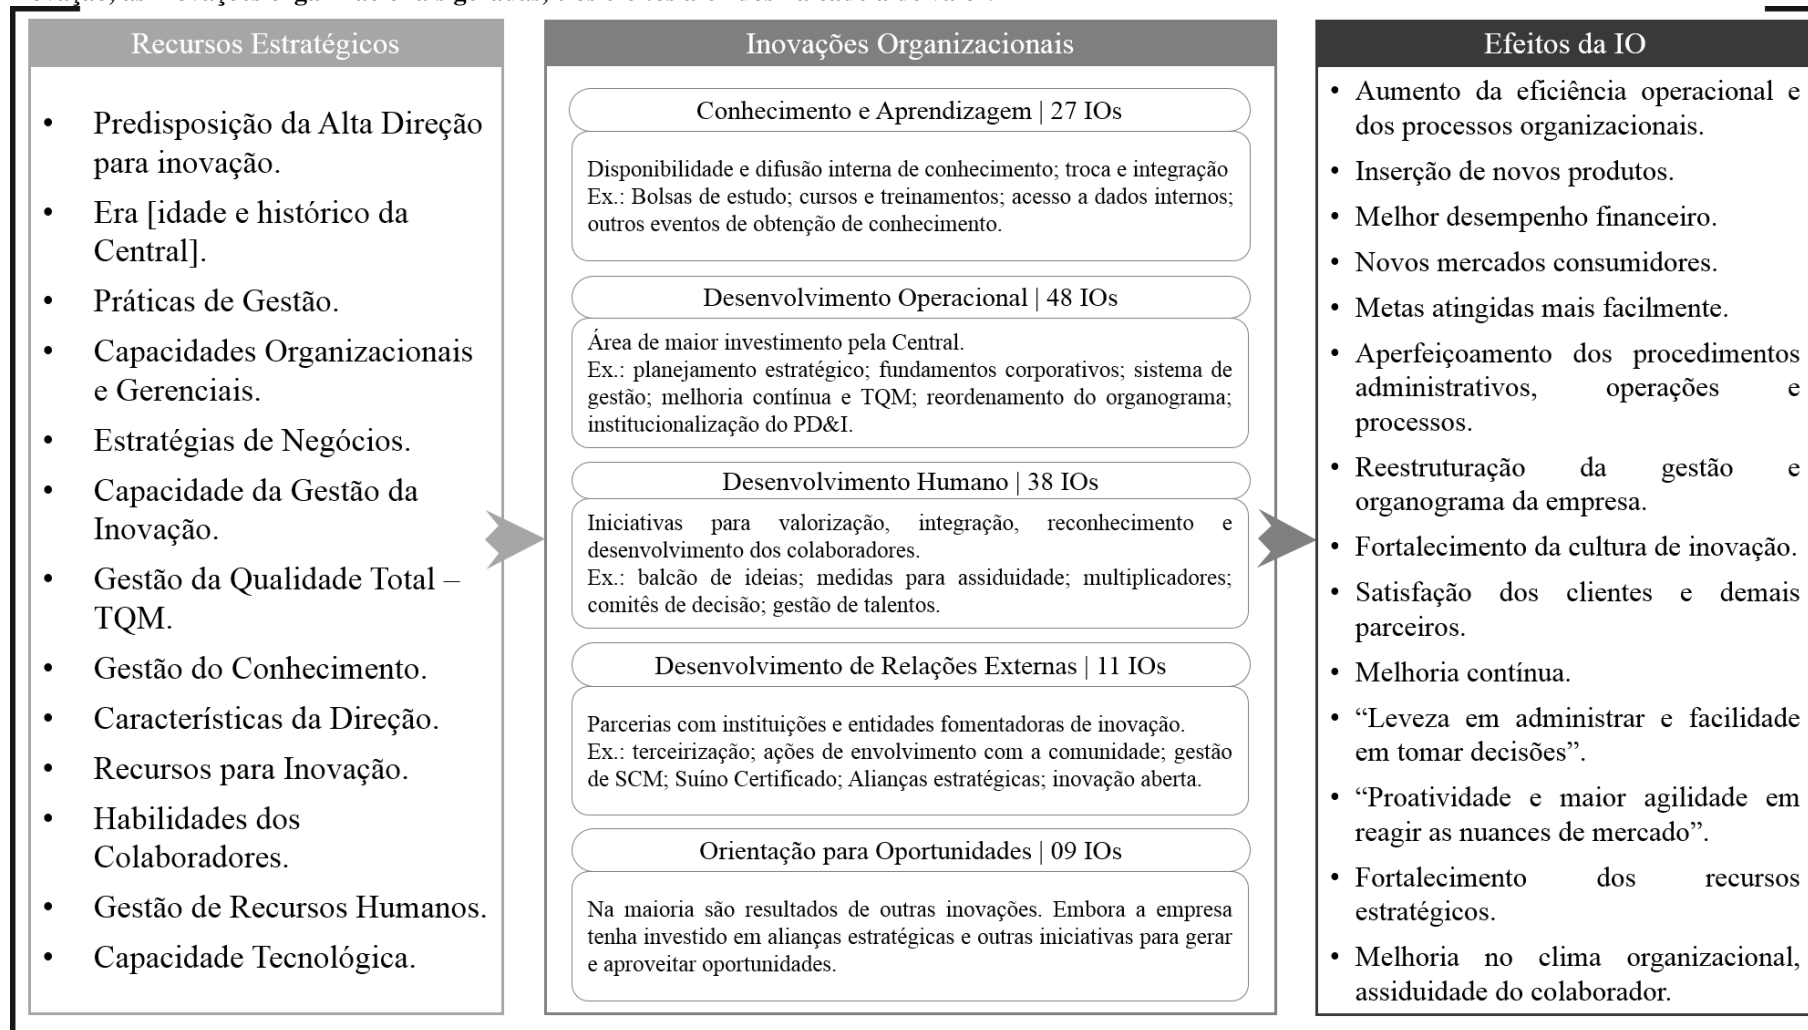 Recursos Estratégicos
• Predisposição da Alta Direção
para inovação.
• Era [idade e histórico da
Central].
• Práticas de Gestão.
• Capacidades Organizacionais
e Gerenciais.
• Estratégias de Negócios.
• Capacidade da Gestão da
Inovação.
• Gestão da Qualidade Total –
TQM.
• Gestão do Conhecimento.
• Características da Direção.
• Recursos para Inovação.
• Habilidades dos
Colaboradores.
• Gestão de Recursos Humanos.
• Capacidade Tecnológica.
Inovações Organizacionais
Conhecimento e Aprendizagem | 27 IOs
Disponibilidade e difusão interna de conhecimento; troca e integração
Ex.: Bolsas de estudo; cursos e treinamentos; acesso a dados internos;
outros eventos de obtenção de conhecimento.
Desenvolvimento Operacional | 48 IOs
Área de maior investimento pela Central.
Ex.: planejamento estratégico; fundamentos corporativos; sistema de
gestão; melhoria contínua e TQM; reordenamento do organograma;
institucionalização do PD&I.
Desenvolvimento Humano | 38 IOs
Iniciativas para valorização, integração, reconhecimento e
desenvolvimento dos colaboradores.
Ex.: balcão de ideias; medidas para assiduidade; multiplicadores;
comitês de decisão; gestão de talentos.
Desenvolvimento de Relações Externas | 11 IOs
Parcerias com instituições e entidades fomentadoras de inovação.
Ex.: terceirização; ações de envolvimento com a comunidade; gestão
de SCM; Suíno Certificado; Alianças estratégicas; inovação aberta.
Orientação para Oportunidades | 09 IOs
Na maioria são resultados de outras inovações. Embora a empresa
tenha investido em alianças estratégicas e outras iniciativas para gerar
e aproveitar oportunidades.
Efeitos da IO
• Aumento da eficiência operacional e
dos processos organizacionais.
• Inserção de novos produtos.
• Melhor desempenho financeiro.
• Novos mercados consumidores.
• Metas atingidas mais facilmente.
• Aperfeiçoamento dos procedimentos
administrativos, operações e
processos.
• Reestruturação da gestão e
organograma da empresa.
• Fortalecimento da cultura de inovação.
• Satisfação dos clientes e demais
parceiros.
• Melhoria contínua.
• “Leveza em administrar e facilidade
em tomar decisões”.
• “Proatividade e maior agilidade em
reagir as nuances de mercado”.
• Fortalecimento dos recursos
estratégicos.
• Melhoria no clima organizacional,
assiduidade do colaborador.